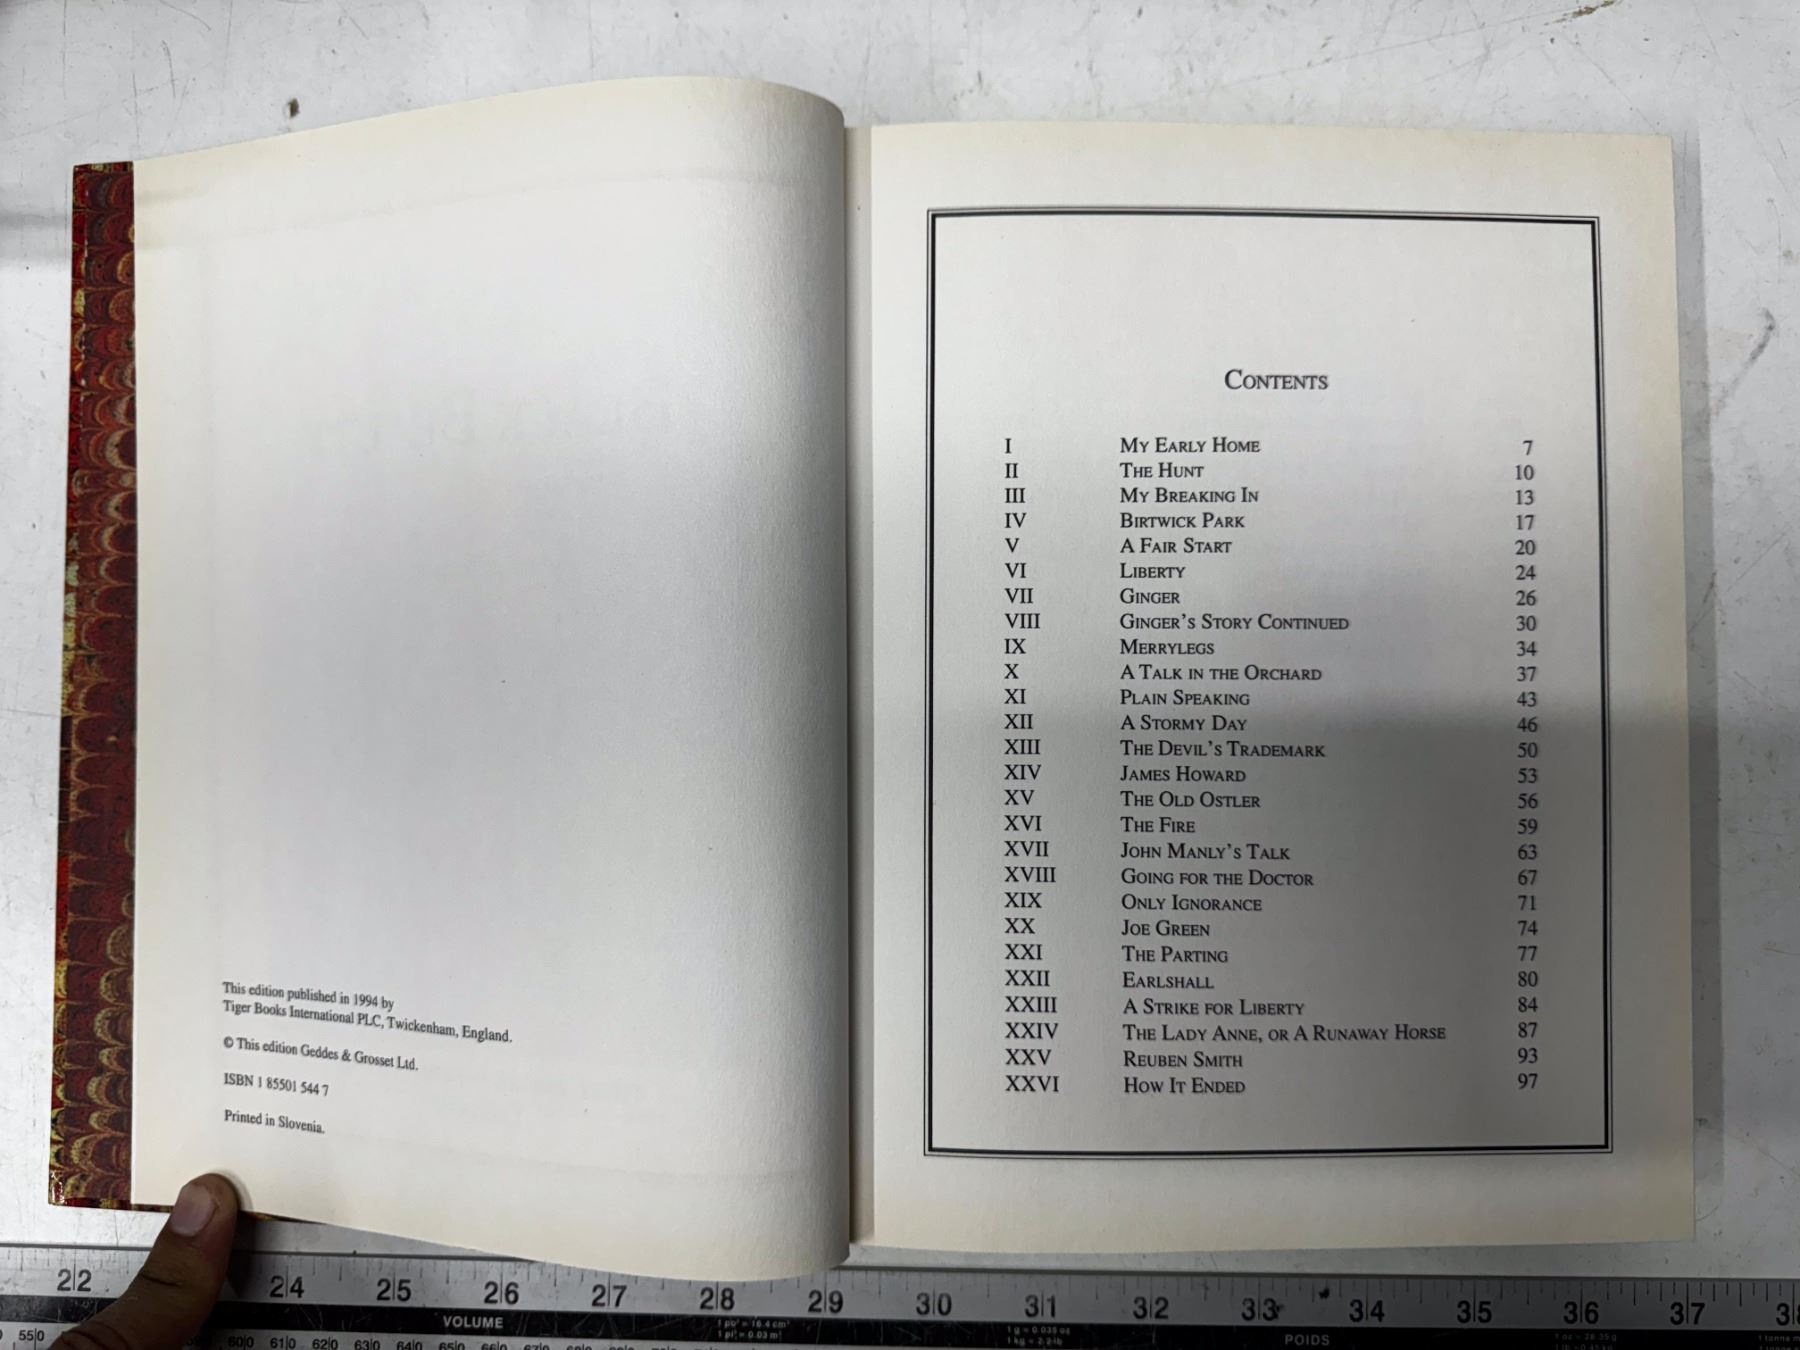 This edition published in 1994 by
Tiger Books International PLC, Twickenham, England.
© This edition Geddes & Grosset Ltd.
ISBN 1 85501 544 7
Printed in Slovenia.
CONTENTS
I MY EARLY HOME 7
II THE HUNT 10
III MY BREAKING IN 13
IV BIRTWICK PARK 17
V A FAIR START 20
VI LIBERTY 24
VII GINGER 26
VIII GINGER'S STORY CONTINUED 30
IX MERRYLEGS 34
X A TALK IN THE ORCHARD 37
XI PLAIN SPEAKING 43
XII A STORMY DAY 46
XIII THE DEVIL'S TRADEMARK 50
XIV JAMES HOWARD 53
XV THE OLD OSTLER 56
XVI THE FIRE 59
XVII JOHN MANLY'S TALK 63
XVIII GOING FOR THE DOCTOR 67
XIX ONLY IGNORANCE 71
XX JOE GREEN 74
XXI THE PARTING 77
XXII EARLSHALL 80
XXIII A STRIKE FOR LIBERTY 84
XXIV THE LADY ANNE, OR A RUNAWAY HORSE 87
XXV REUBEN SMITH 93
XXVI HOW IT ENDED 97
22 24 25 26 27 28 29 30 31 32 33 34 35 36 37
VOLUME POIDS
550 600 610 620 630 640